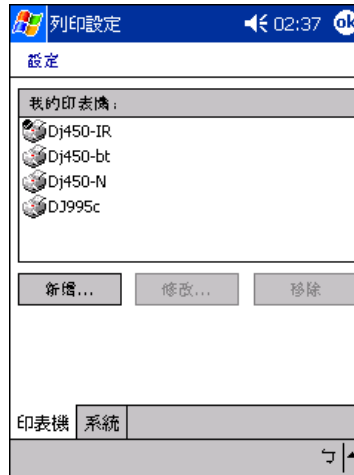 列印設定 02:37 ok
設定
我的印表機：
Dj450-IR
Dj450-bt
Dj450-N
DJ995c
新增... 修改... 移除
印表機 系統
ㄅ